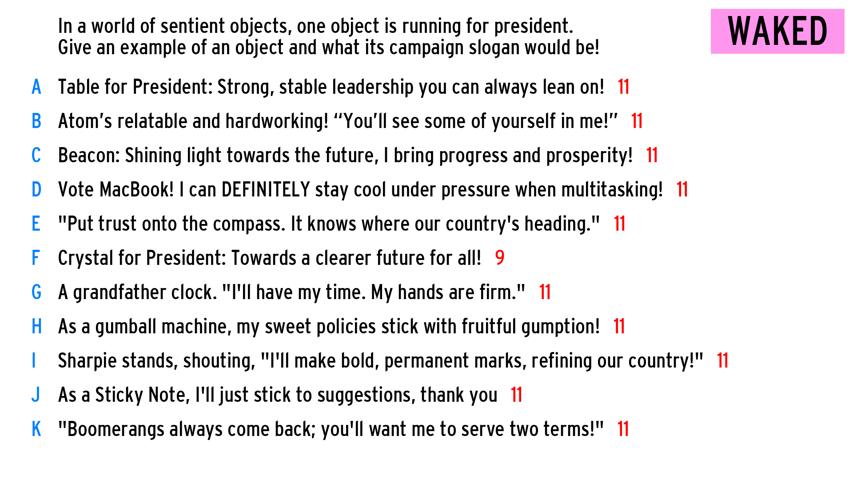 In a world of sentient objects, one object is running for president.
Give an example of an object and what its campaign slogan would be!
WAKED
A Table for President: Strong, stable leadership you can always lean on! 11
B Atom’s relatable and hardworking! “You’ll see some of yourself in me!” 11
C Beacon: Shining light towards the future, I bring progress and prosperity! 11
D Vote MacBook! I can DEFINITELY stay cool under pressure when multitasking! 11
E "Put trust onto the compass. It knows where our country's heading." 11
F Crystal for President: Towards a clearer future for all! 9
G A grandfather clock. "I'll have my time. My hands are firm." 11
H As a gumball machine, my sweet policies stick with fruitful gumption! 11
I Sharpie stands, shouting, "I'll make bold, permanent marks, refining our country!" 11
J As a Sticky Note, I'll just stick to suggestions, thank you 11
K "Boomerangs always come back; you'll want me to serve two terms!" 11